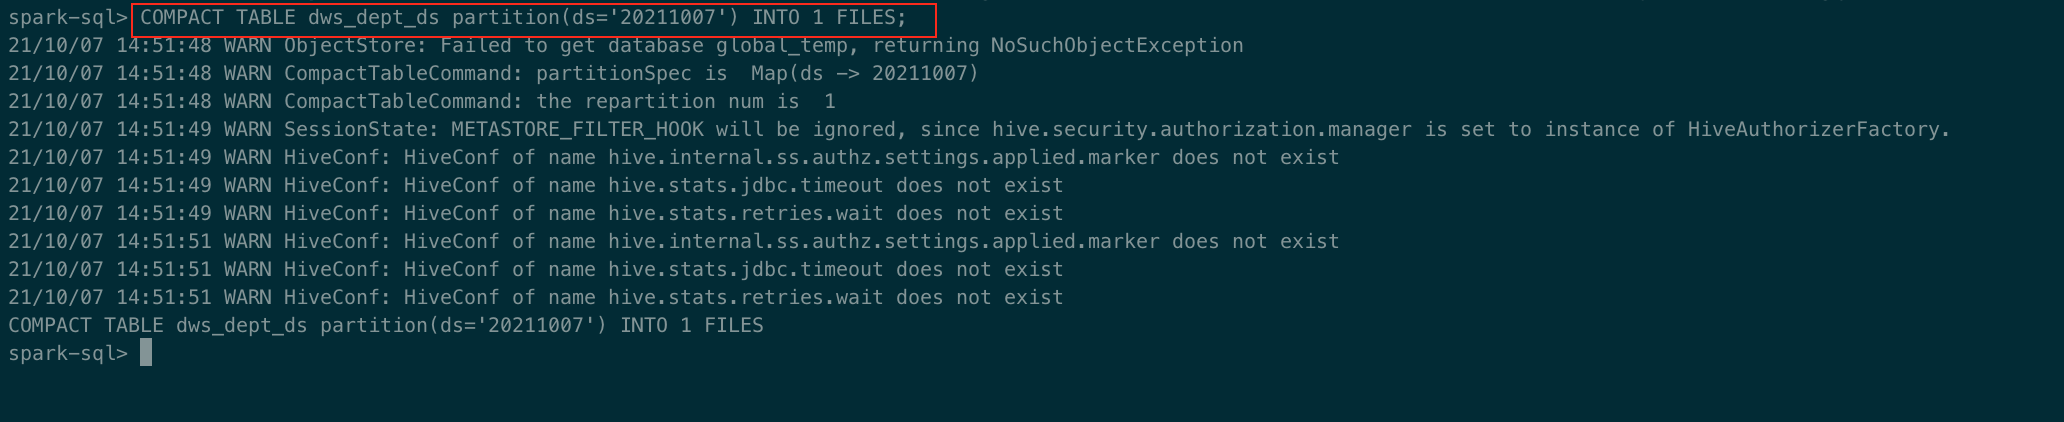 spark-sql> COMPACT TABLE dws_dept_ds partition(ds='20211007') INTO 1 FILES;
21/10/07 14:51:48 WARN ObjectStore: Failed to get database global_temp, returning NoSuchObjectException
21/10/07 14:51:48 WARN CompactTableCommand: partitionSpec is  Map(ds -> 20211007)
21/10/07 14:51:48 WARN CompactTableCommand: the repartition num is  1
21/10/07 14:51:49 WARN SessionState: METASTORE_FILTER_HOOK will be ignored, since hive.security.authorization.manager is set to instance of HiveAuthorizerFactory.
21/10/07 14:51:49 WARN HiveConf: HiveConf of name hive.internal.ss.authz.settings.applied.marker does not exist
21/10/07 14:51:49 WARN HiveConf: HiveConf of name hive.stats.jdbc.timeout does not exist
21/10/07 14:51:49 WARN HiveConf: HiveConf of name hive.stats.retries.wait does not exist
21/10/07 14:51:51 WARN HiveConf: HiveConf of name hive.internal.ss.authz.settings.applied.marker does not exist
21/10/07 14:51:51 WARN HiveConf: HiveConf of name hive.stats.jdbc.timeout does not exist
21/10/07 14:51:51 WARN HiveConf: HiveConf of name hive.stats.retries.wait does not exist
COMPACT TABLE dws_dept_ds partition(ds='20211007') INTO 1 FILES
spark-sql>